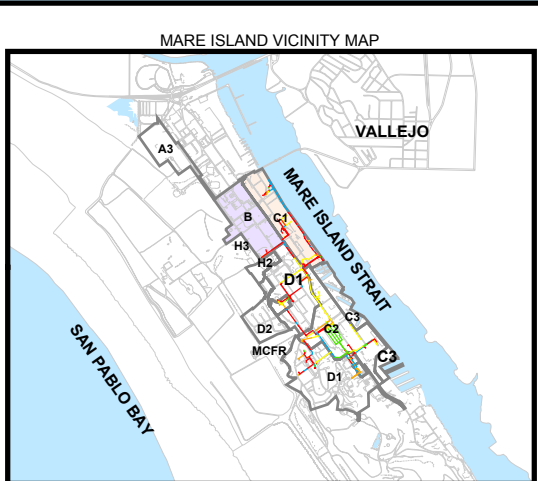 MARE ISLAND VICINITY MAP
VALLEJO
A3
MARE ISLAND STRAIT
B
C1
H3
H2
D1
C3
D2
C2
MCFR
C3
D1
SAN PABLO BAY